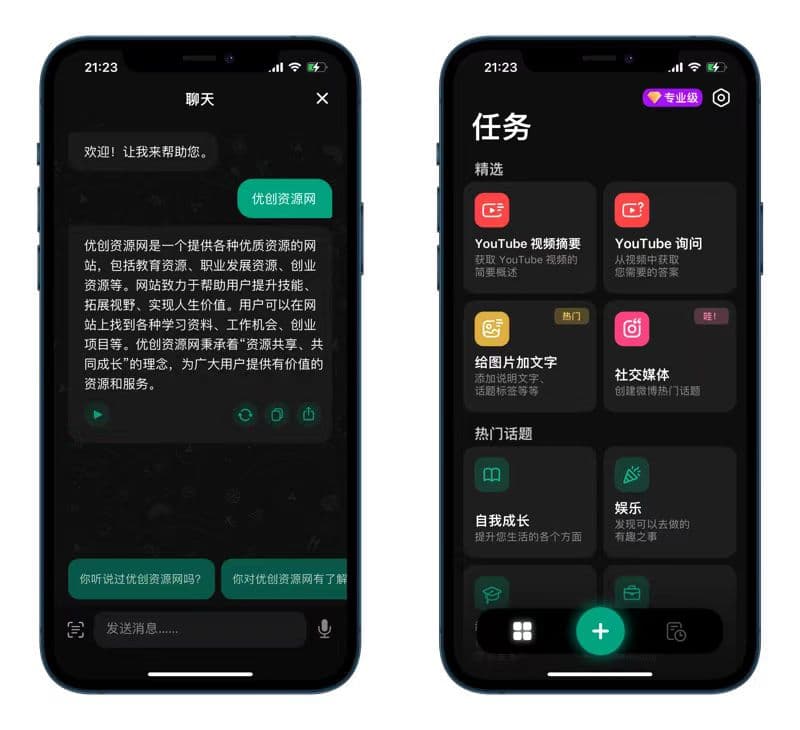 21:23
聊天
欢迎！让我来帮助您。
优创资源网
优创资源网是一个提供各种优质资源的网
站，包括教育资源、职业发展资源、创业
资源等。网站致力于帮助用户提升技能、
拓展视野、实现人生价值。用户可以在网
站上找到各种学习资料、工作机会、创业
项目等。优创资源网秉承着“资源共享、共
同成长”的理念，为广大用户提供有价值的
资源和服务。
你听说过优创资源网吗?
你对优创资源网有了解
发送消息......
21:23
专业级
任务
精选
YouTube 视频摘要
获取 YouTube 视频的
简要概述
YouTube 询问
从视频中获取
您需要的答案
热门
给图片加文字
添加说明文字、
话题标签等等
哇！
社交媒体
创建微博热门话题
热门话题
自我成长
提升您生活的各个方面
娱乐
发现可以去做的
有趣之事